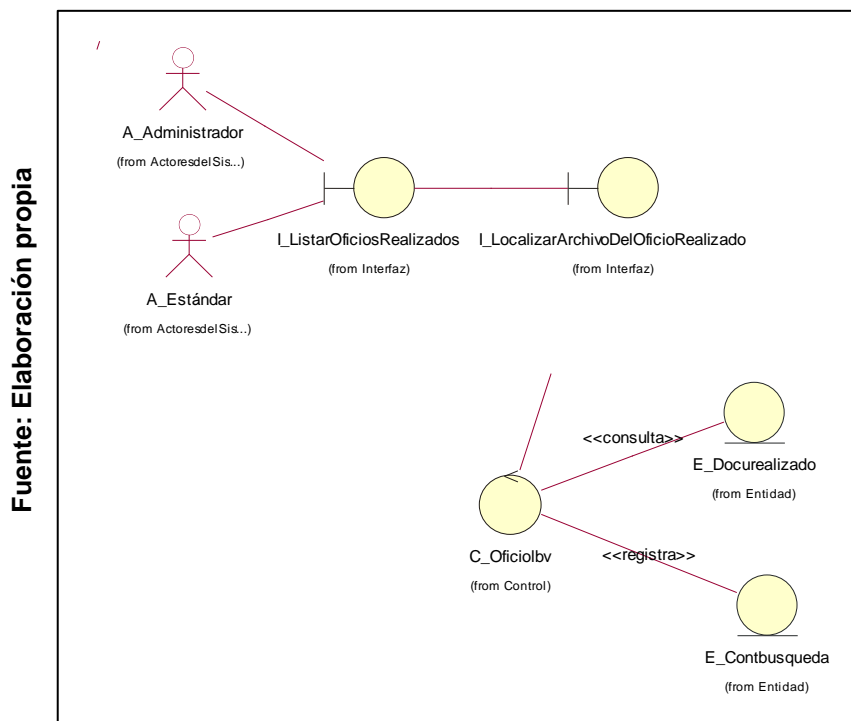 Fuente: Elaboración propia
A_Administrador
(from ActoresdelSis...)
A_Estándar
(from ActoresdelSis...)
I_ListarOficiosRealizados
(from Interfaz)
I_LocalizarArchivoDelOficioRealizado
(from Interfaz)
<<consulta>>
E_Docurealizado
(from Entidad)
C_OficioIbv
(from Control)
<<registra>>
E_Contbusqueda
(from Entidad)